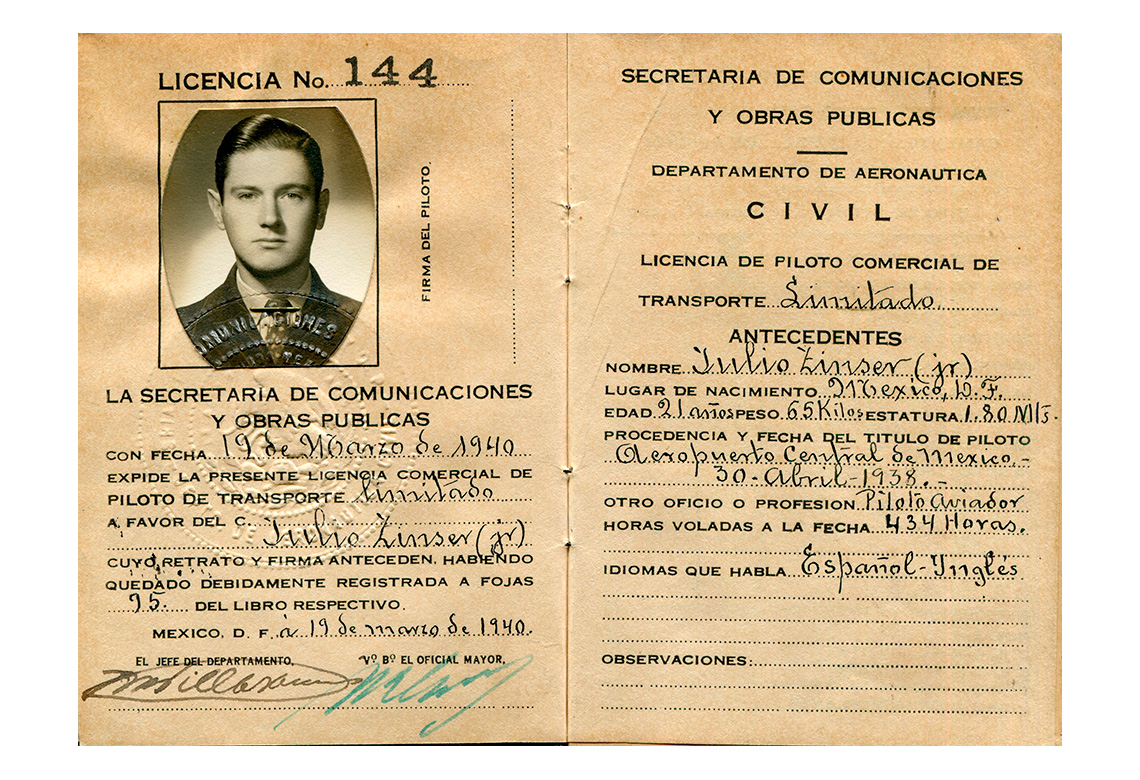 LICENCIA No. 144
FIRMA DEL PILOTO.
LA SECRETARIA DE COMUNICACIONES
Y OBRAS PUBLICAS
CON FECHA 19 de Marzo de 1940
EXPIDE LA PRESENTE LICENCIA COMERCIAL DE
PILOTO DE TRANSPORTE limitado
A FAVOR DEL C.
Julio Zinser (jr)
CUYO RETRATO Y FIRMA ANTECEDEN, HABIENDO
QUEDADO DEBIDAMENTE REGISTRADA A FOJAS
95. DEL LIBRO RESPECTIVO.
MEXICO, D. F. á 19 de marzo de 1940.
EL JEFE DEL DEPARTAMENTO, Vº Bº EL OFICIAL MAYOR,
SECRETARIA DE COMUNICACIONES
Y OBRAS PUBLICAS
DEPARTAMENTO DE AERONAUTICA
CIVIL
LICENCIA DE PILOTO COMERCIAL DE
TRANSPORTE Limitado.
ANTECEDENTES
NOMBRE Julio Zinser (jr)
LUGAR DE NACIMIENTO Mexico, D.F.
EDAD 21 años PESO 65 Kilos ESTATURA 1.80 Mts.
PROCEDENCIA Y FECHA DEL TITULO DE PILOTO
Aeropuerto Central de Mexico.-
30-Abril-1938.-
OTRO OFICIO O PROFESION Piloto Aviador
HORAS VOLADAS A LA FECHA 434 Horas.
IDIOMAS QUE HABLA Español-Ynglés
OBSERVACIONES: